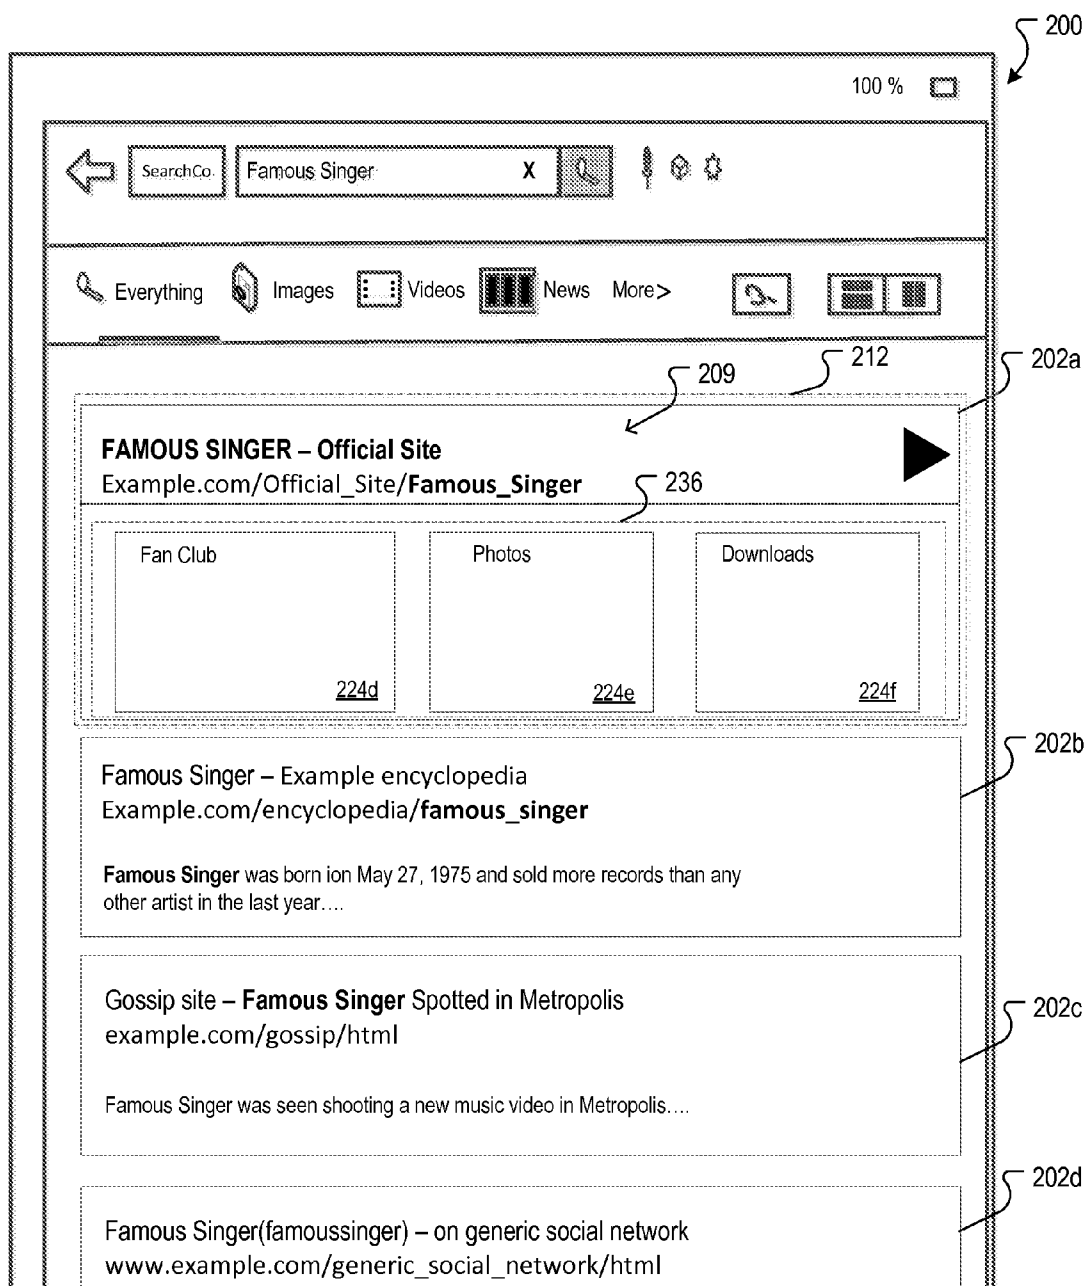 200
100 %
SearchCo.
Famous Singer
X
Everything
Images
Videos
News
More>
209
212
202a
FAMOUS SINGER – Official Site
Example.com/Official_Site/Famous_Singer
236
Fan Club
Photos
Downloads
224d
224e
224f
202b
Famous Singer – Example encyclopedia
Example.com/encyclopedia/famous_singer
Famous Singer was born ion May 27, 1975 and sold more records than any
other artist in the last year….
202c
Gossip site – Famous Singer Spotted in Metropolis
example.com/gossip/html
Famous Singer was seen shooting a new music video in Metropolis….
202d
Famous Singer(famoussinger) – on generic social network
www.example.com/generic_social_network/html